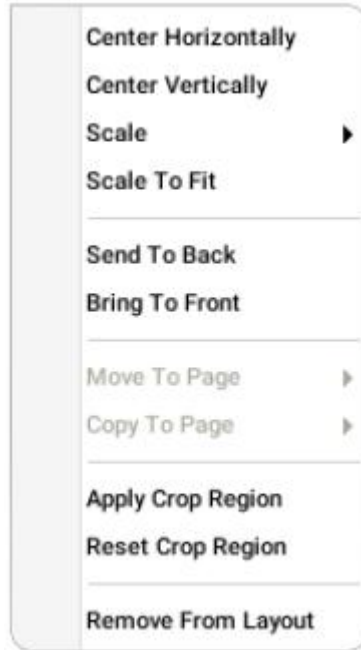 Center Horizontally
Center Vertically
Scale
Scale To Fit
Send To Back
Bring To Front
Move To Page
Copy To Page
Apply Crop Region
Reset Crop Region
Remove From Layout